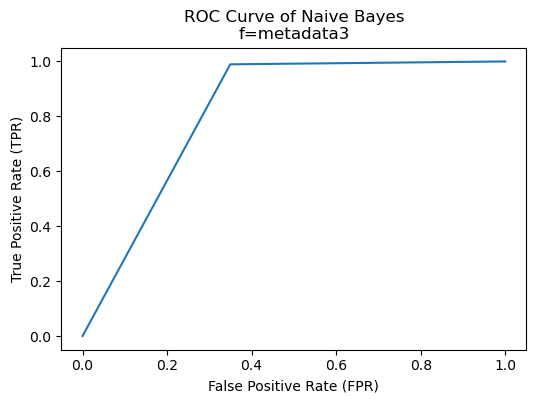 ROC Curve of Naive Bayes
f=metadata3
True Positive Rate (TPR)
1.0
0.8
0.6
0.4
0.2
0.0
0.0 0.2 0.4 0.6 0.8 1.0
False Positive Rate (FPR)